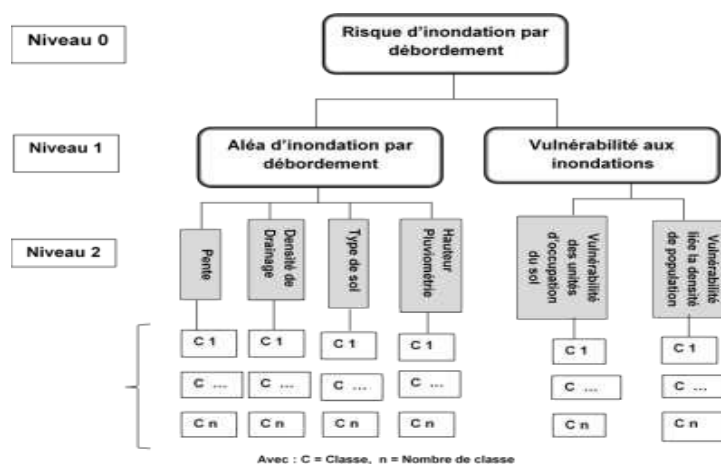 Niveau 0
Risque d'inondation par
débordement
Niveau 1
Aléa d'inondation par
débordement
Vulnérabilité aux
inondations
Niveau 2
Pente
Densité de
Drainage
Type de sol
Hauteur
Pluviométrie
Vulnérabilité
des unités
d'occupation
du sol
Vulnérabilité
liée la densité
de population
C 1
C 1
C 1
C 1
C 1
C 1
C ...
C ...
C ...
C ...
C ...
C ...
C n
C n
C n
C n
C n
C n
Avec : C = Classe, n = Nombre de classe